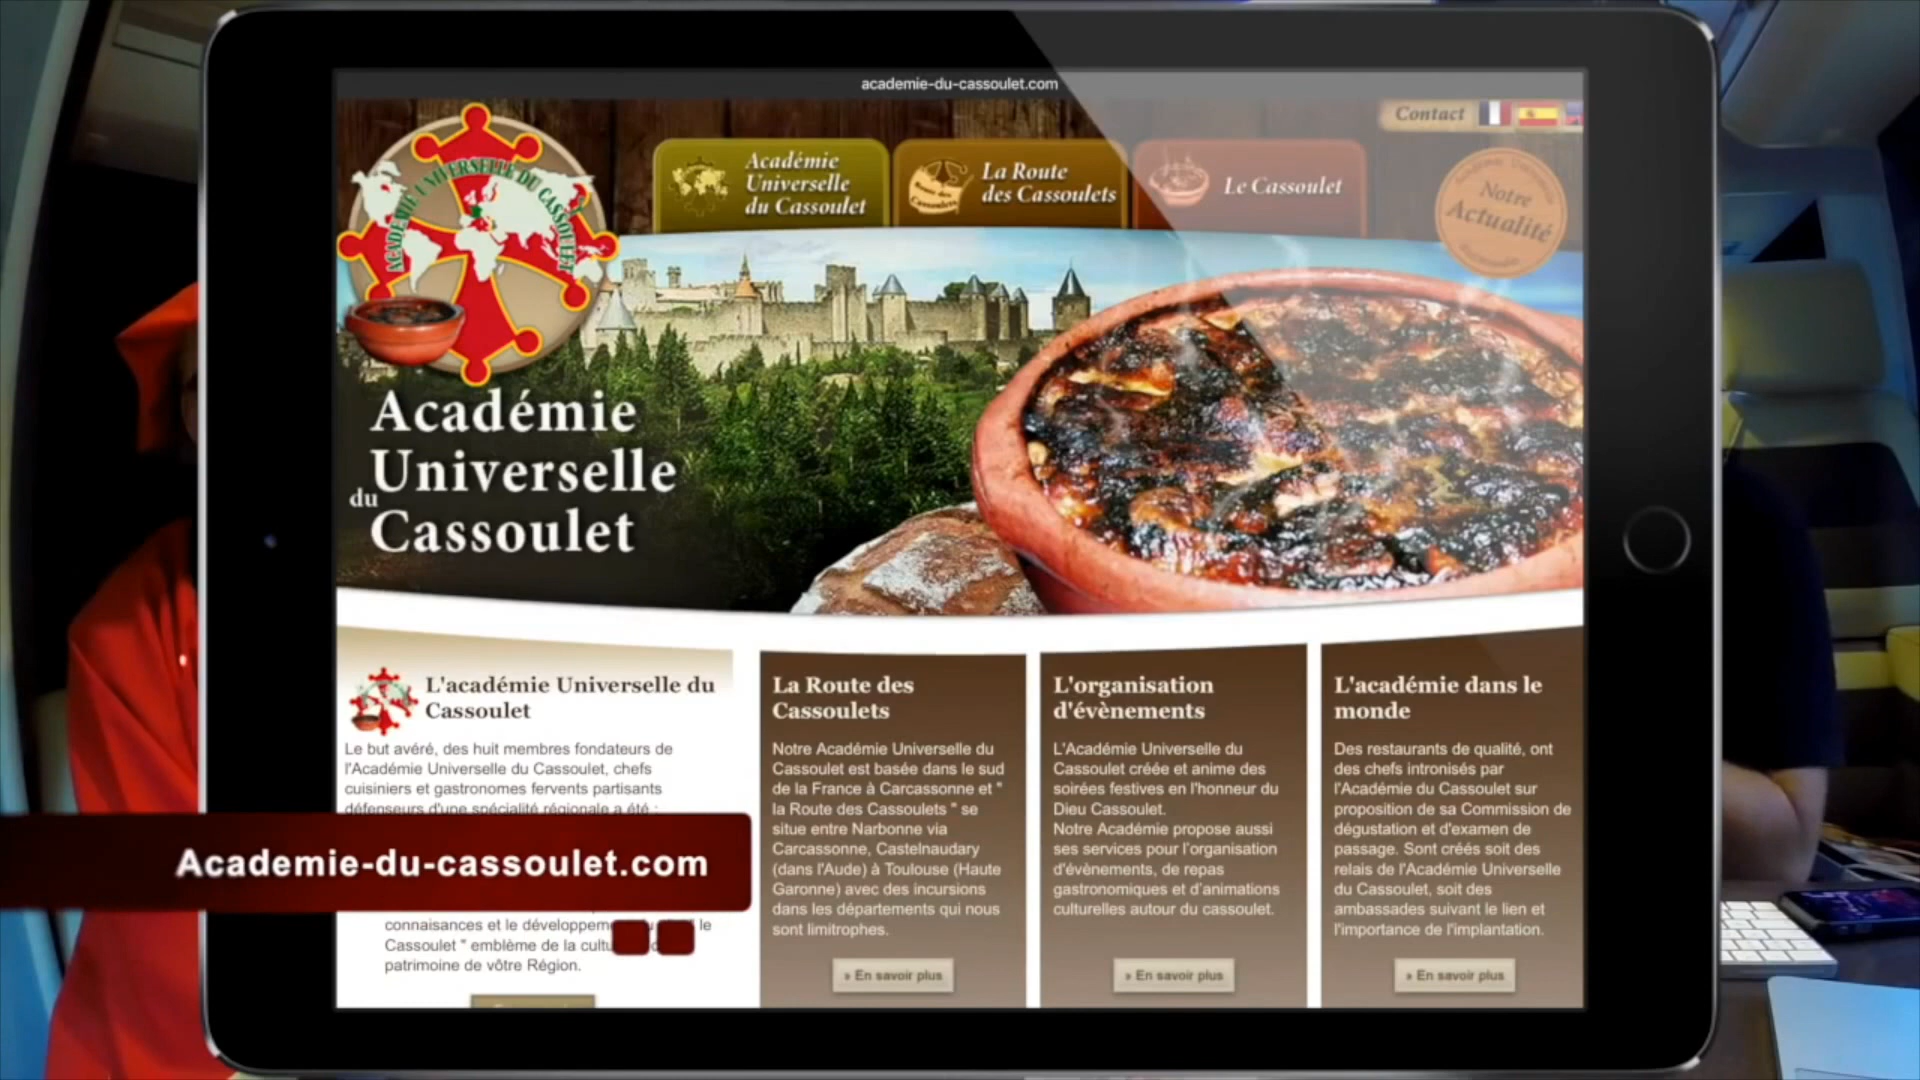 academie-du-cassoulet.com
Contact
ACADÉMIE UNIVERSELLE DU CASSOULET
Académie
Universelle
du Cassoulet
La Route
des Cassoulets
Le Cassoulet
Notre
Actualité
Académie
Universelle
du
Cassoulet
L'académie Universelle du
Cassoulet
Le but avéré, des huit membres fondateurs de
l'Académie Universelle du Cassoulet, chefs
cuisiniers et gastronomes fervents partisants
défenseurs d'une spécialité régionale a été :
Academie-du-cassoulet.com
connaisances et le développem le
Cassoulet " emblème de la cultu
patrimoine de vôtre Région.
La Route des
Cassoulets
Notre Académie Universelle du
Cassoulet est basée dans le sud
de la France à Carcassonne et "
la Route des Cassoulets " se
situe entre Narbonne via
Carcassonne, Castelnaudary
(dans l'Aude) à Toulouse (Haute
Garonne) avec des incursions
dans les départements qui nous
sont limitrophes.
» En savoir plus
L'organisation
d'évènements
L'Académie Universelle du
Cassoulet créée et anime des
soirées festives en l'honneur du
Dieu Cassoulet.
Notre Académie propose aussi
ses services pour l'organisation
d'évènements, de repas
gastronomiques et d'animations
culturelles autour du cassoulet.
» En savoir plus
L'académie dans le
monde
Des restaurants de qualité, ont
des chefs intronisés par
l'Académie du Cassoulet sur
proposition de sa Commission de
dégustation et d'examen de
passage. Sont créés soit des
relais de l'Académie Universelle
du Cassoulet, soit des
ambassades suivant le lien et
l'importance de l'implantation.
» En savoir plus